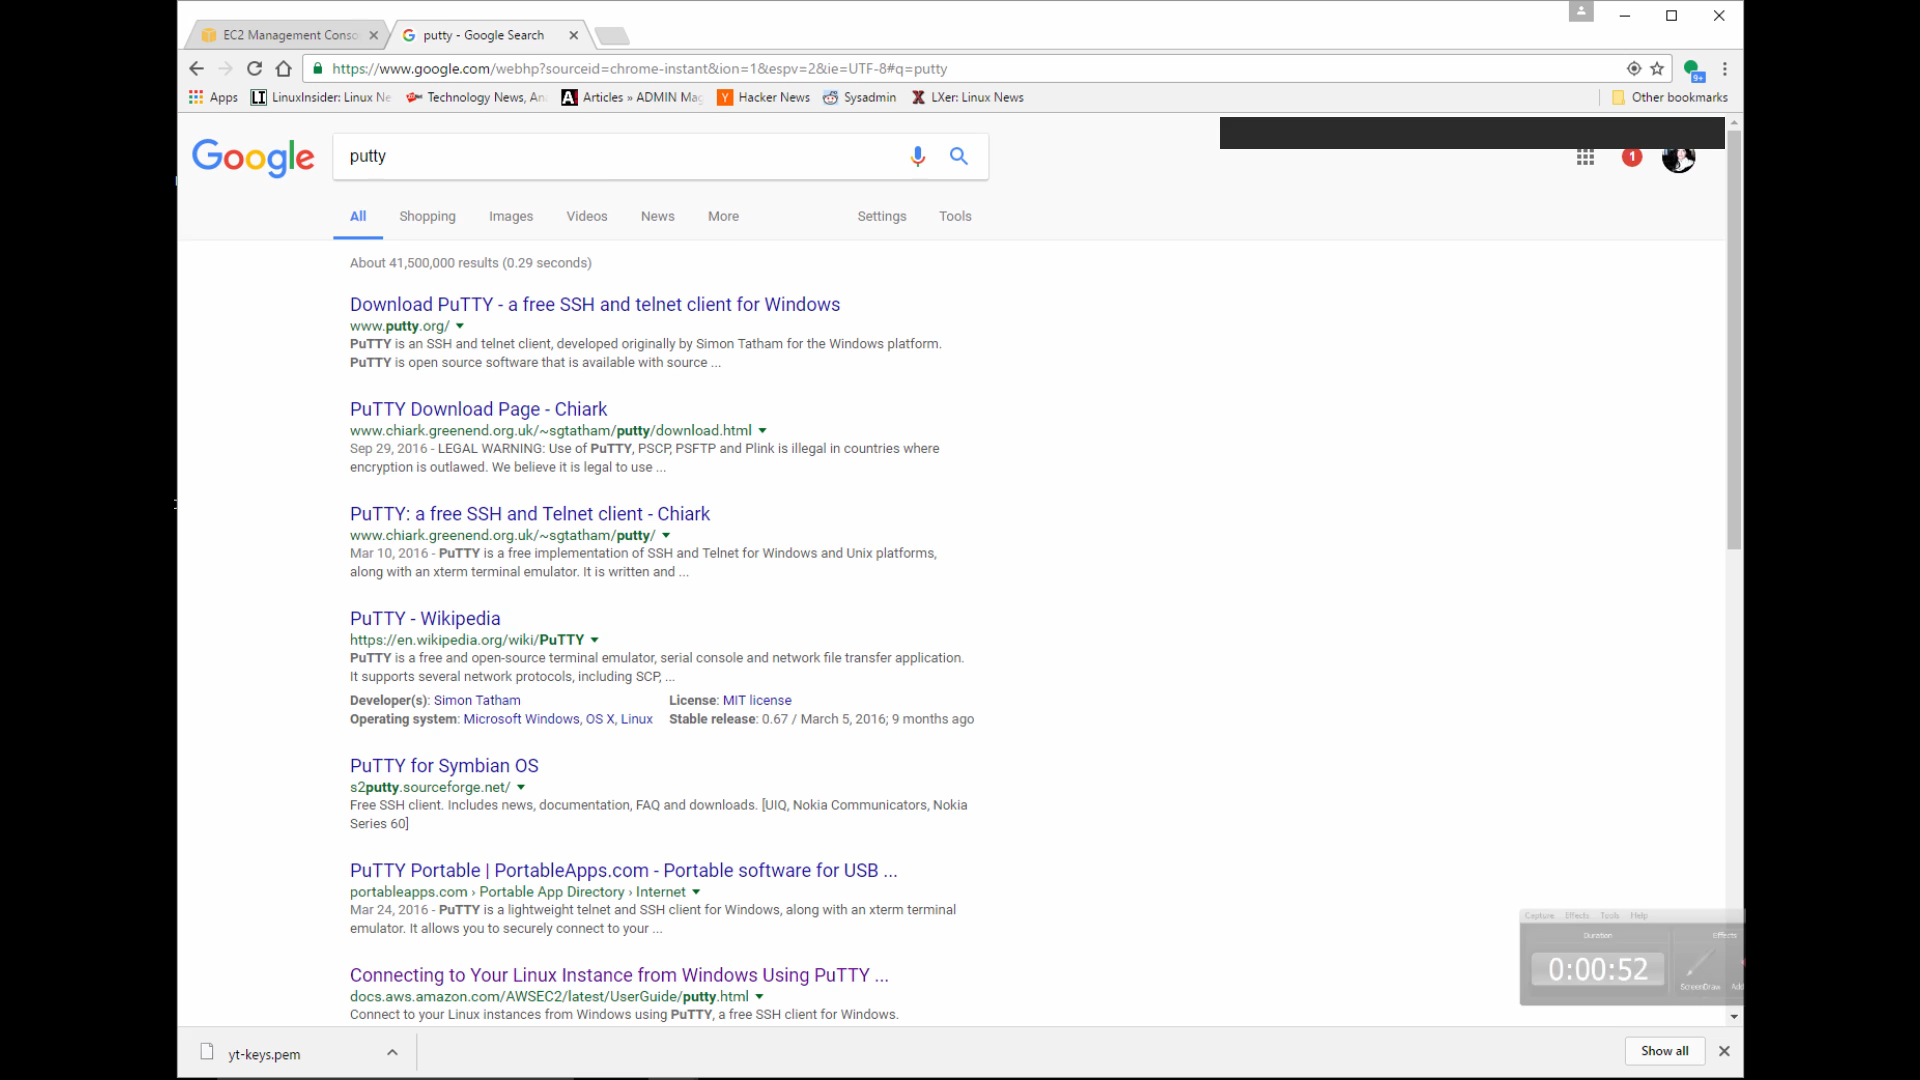 EC2 Management Conso
putty - Google Search
https://www.google.com/webhp?sourceid=chrome-instant&ion=1&espv=2&ie=UTF-8#q=putty
9+
Apps
LI LinuxInsider: Linux Ne
Technology News, Ana
A Articles » ADMIN Mag
Y Hacker News
Sysadmin
X LXer: Linux News
Other bookmarks
Google
putty
1
All Shopping Images Videos News More Settings Tools
About 41,500,000 results (0.29 seconds)
Download PuTTY - a free SSH and telnet client for Windows
www.putty.org/
PuTTY is an SSH and telnet client, developed originally by Simon Tatham for the Windows platform.
PuTTY is open source software that is available with source ...
PuTTY Download Page - Chiark
www.chiark.greenend.org.uk/~sgtatham/putty/download.html
Sep 29, 2016 - LEGAL WARNING: Use of PuTTY, PSCP, PSFTP and Plink is illegal in countries where
encryption is outlawed. We believe it is legal to use ...
PuTTY: a free SSH and Telnet client - Chiark
www.chiark.greenend.org.uk/~sgtatham/putty/
Mar 10, 2016 - PuTTY is a free implementation of SSH and Telnet for Windows and Unix platforms,
along with an xterm terminal emulator. It is written and ...
PuTTY - Wikipedia
https://en.wikipedia.org/wiki/PuTTY
PuTTY is a free and open-source terminal emulator, serial console and network file transfer application.
It supports several network protocols, including SCP, ...
Developer(s): Simon Tatham License: MIT license
Operating system: Microsoft Windows, OS X, Linux Stable release: 0.67 / March 5, 2016; 9 months ago
PuTTY for Symbian OS
s2putty.sourceforge.net/
Free SSH client. Includes news, documentation, FAQ and downloads. [UIQ, Nokia Communicators, Nokia
Series 60]
PuTTY Portable | PortableApps.com - Portable software for USB ...
portableapps.com › Portable App Directory › Internet
Mar 24, 2016 - PuTTY is a lightweight telnet and SSH client for Windows, along with an xterm terminal
emulator. It allows you to securely connect to your ...
Connecting to Your Linux Instance from Windows Using PuTTY ...
docs.aws.amazon.com/AWSEC2/latest/UserGuide/putty.html
Connect to your Linux instances from Windows using PuTTY, a free SSH client for Windows.
Capture Effects Tools Help
Duration Effects
0:00:52
ScreenDraw Add
yt-keys.pem
Show all